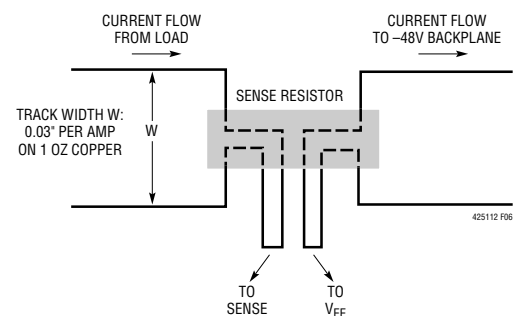 CURRENT FLOW
FROM LOAD
CURRENT FLOW
TO –48V BACKPLANE
SENSE RESISTOR
TRACK WIDTH W:
0.03" PER AMP
ON 1 OZ COPPER
W
425112 F06
TO
SENSE
TO
VEE